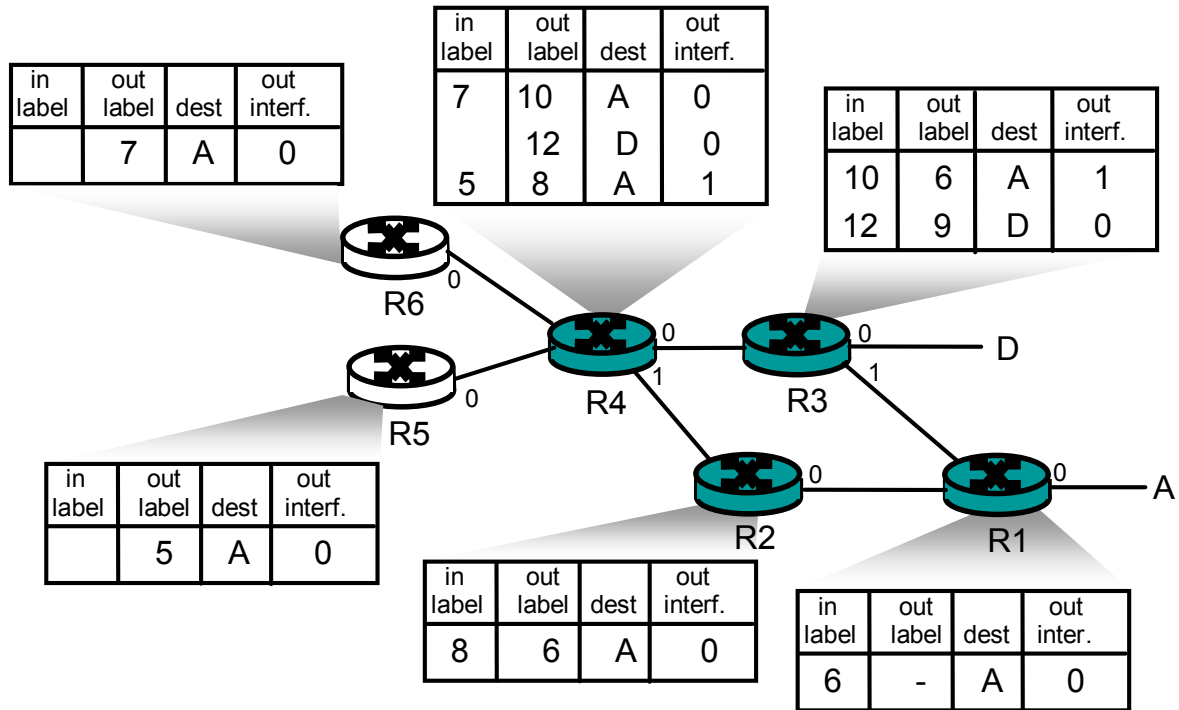 in out dest out
label label interf.
7 10 A 0
12 D 0
5 8 A 1
in out dest out
label label interf.
7 A 0
in out dest out
label label interf.
10 6 A 1
12 9 D 0
0
R6
0
R5
0
1
R4
0
1
R3
D
0
R2
0
R1
A
in out dest out
label label interf.
5 A 0
in out dest out
label label interf.
8 6 A 0
in out dest out
label label inter.
6 - A 0